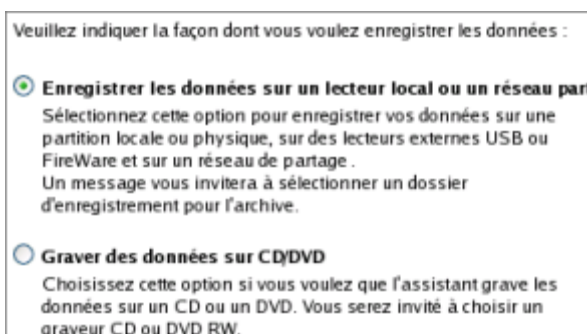 Veuillez indiquer la façon dont vous voulez enregistrer les données :
Enregistrer les données sur un lecteur local ou un réseau part
Sélectionnez cette option pour enregistrer vos données sur une
partition locale ou physique, sur des lecteurs externes USB ou
FireWare et sur un réseau de partage .
Un message vous invitera à sélectionner un dossier
d'enregistrement pour l'archive.
Graver des données sur CD/DVD
Choisissez cette option si vous voulez que l'assistant grave les
données sur un CD ou un DVD. Vous serez invité à choisir un
graveur CD ou DVD RW.